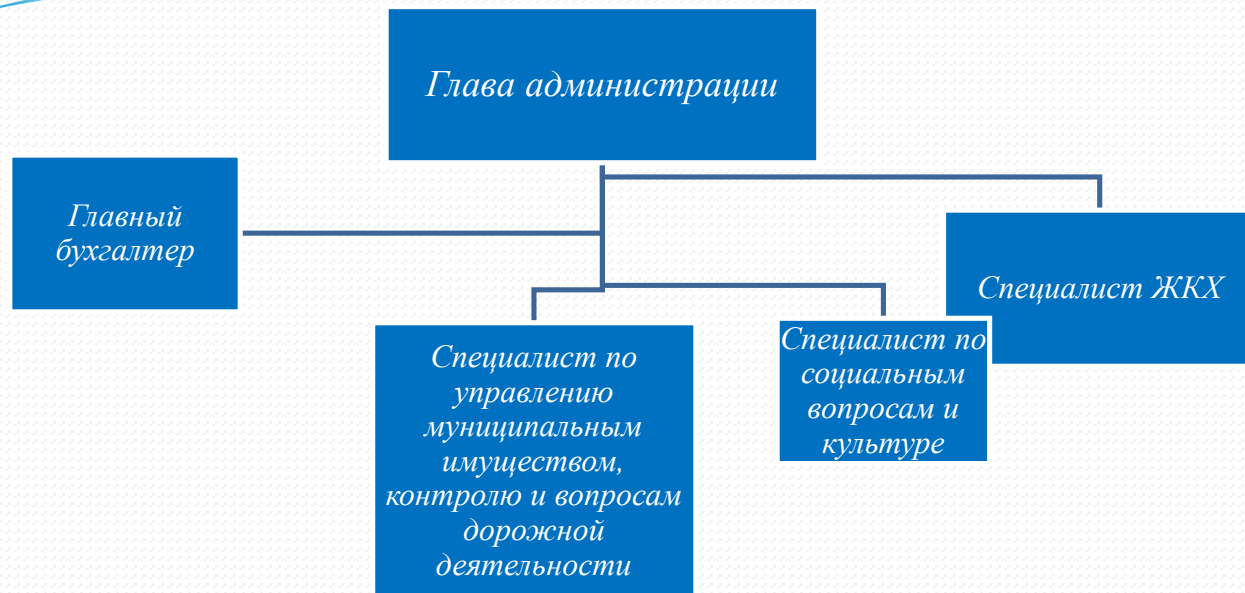 Глава администрации
Главный
бухгалтер
Специалист ЖКХ
Специалист по
управлению
муниципальным
имуществом,
контролю и вопросам
дорожной
деятельности
Специалист по
социальным
вопросам и
культуре